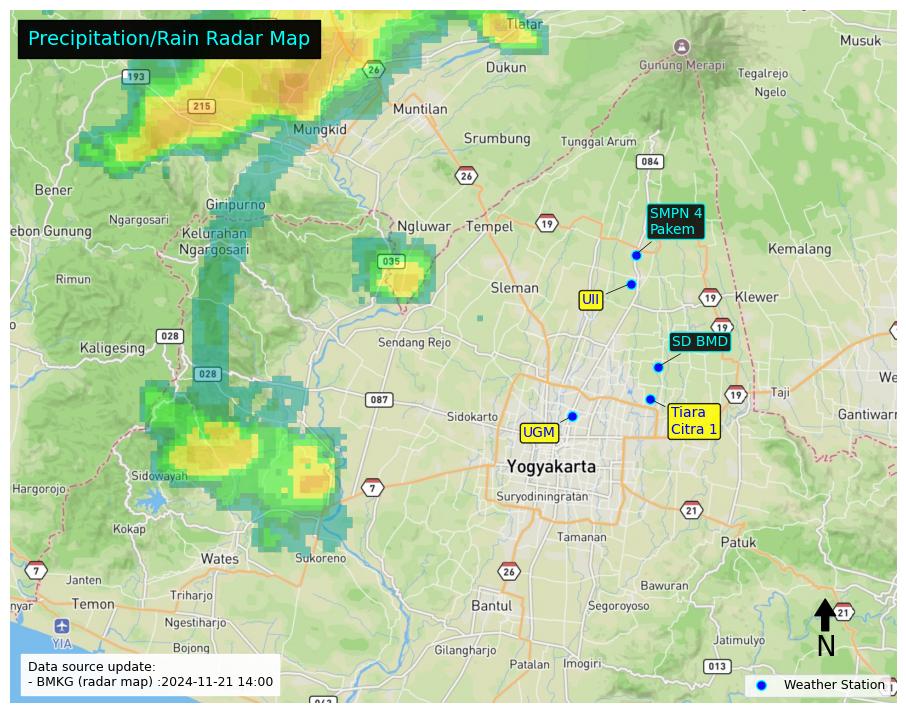 Precipitation/Rain Radar Map
Tlatar
Musuk
Gunung Merapi
26
Dukun
Tegalrejo
193
Ngelo
215
Muntilan
Mungkid
Srumbung
Tunggal Arum
084
26
Bener
Giripurno
SMPN 4
Pakem
Ngargosari
Ngluwar
Tempel
19
ebon Gunung
Kelurahan
Ngargosari
Kemalang
035
Rimun
Sleman
UII
19
Klewer
028
19
Kaligesing
Sendang Rejo
SD BMD
028
We
087
19
Taji
Sidokarto
Tiara
Citra 1
Gantiwar
UGM
Yogyakarta
Sidowayah
Hargorojo
7
Suryodiningratan
21
Kokap
Tamanan
Patuk
Wates
Sukoreno
7
26
Janten
Bawuran
nyar
Temon
Triharjo
Bantul
Segoroyoso
21
Ngestiharjo
YIA
N
Jatimulyo
Bojong
Gilangharjo
Patalan
Imogiri
013
Data source update:
- BMKG (radar map) :2024-11-21 14:00
Weather Station